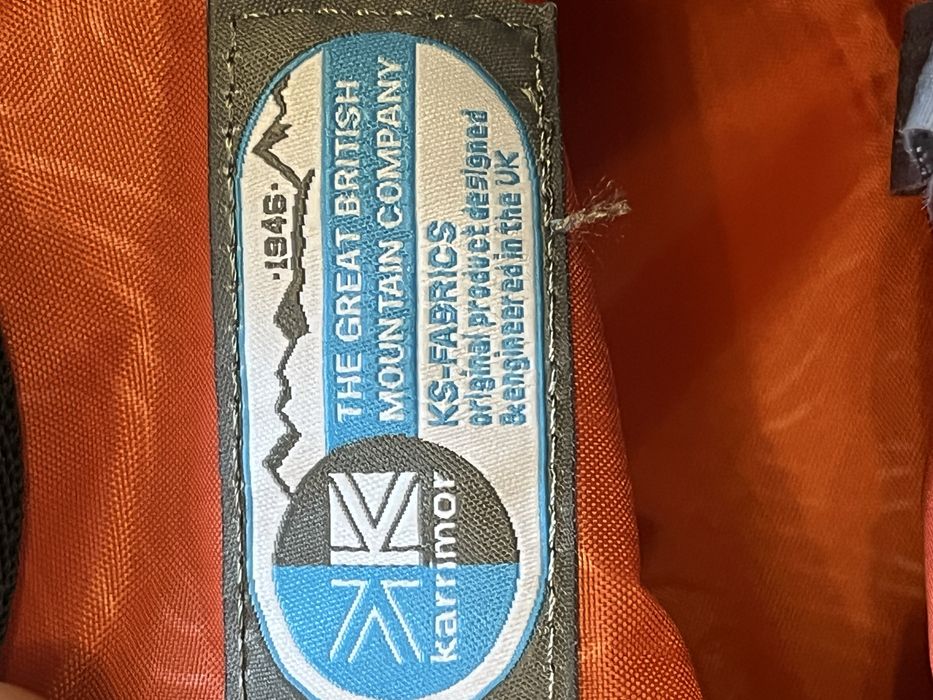 ·1946·
THE GREAT BRITISH
MOUNTAIN COMPANY
KS-FABRICS
original product designed
& engineered in the UK
karrimor